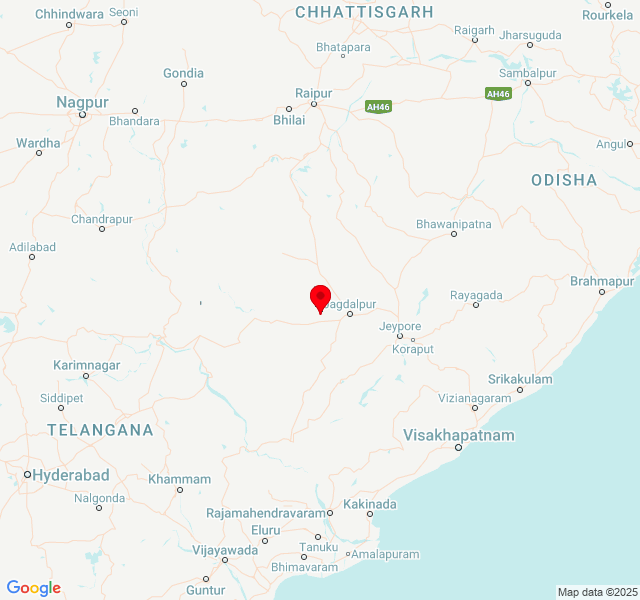 CHHATTISGARH
Rourkela
Seoni
Chhindwara
Raigarh
Jharsuguda
Bhatapara
Gondia
Sambalpur
Raipur
AH46
AH46
Nagpur
Bhandara
Bhilai
Wardha
Angul
ODISHA
Chandrapur
Bhawanipatna
Adilabad
Brahmapur
Rayagada
Jagdalpur
Jeypore
Koraput
Karimnagar
Srikakulam
Siddipet
Vizianagaram
TELANGANA
Visakhapatnam
Hyderabad
Khammam
Nalgonda
Kakinada
Rajamahendravaram
Eluru
Tanuku
Vijayawada
Amalapuram
Bhimavaram
Guntur
Google
Map data ©2025